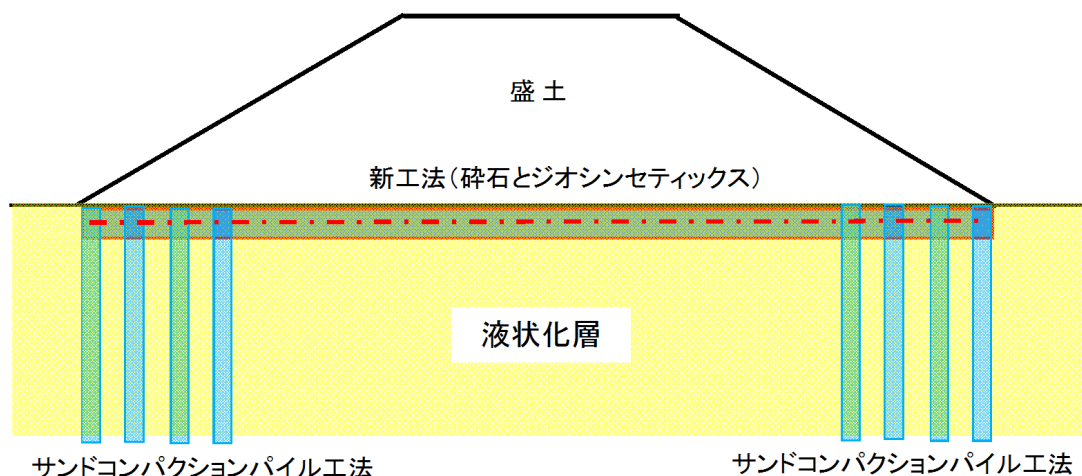 盛 土
新工法(砕石とジオシンセティックス)
液状化層
サンドコンパクションパイル工法
サンドコンパクションパイル工法